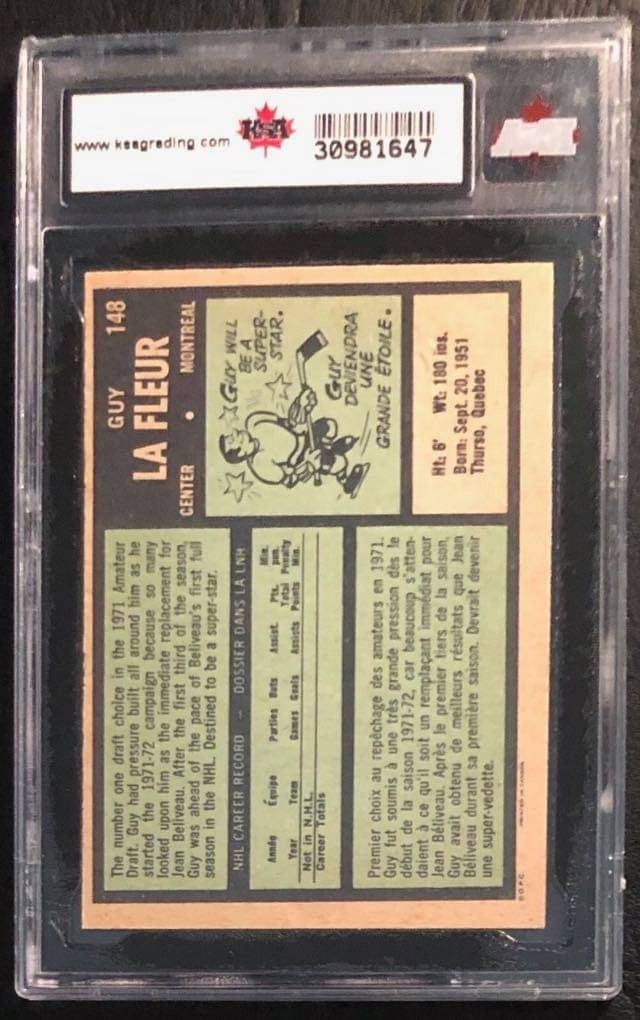 www.ksagrading.com
KSA
30981647
148
GUY
LA FLEUR
CENTER • MONTREAL
The number one draft choice in the 1971 Amateur
Draft. Guy had pressure built all around him as he
started the 1971-72 campaign because so many
looked upon him as the immediate replacement for
Jean Beliveau. After the first third of the season,
Guy was ahead of the pace of Beliveau's first full
season in the NHL. Destined to be a super-star.
GUY WILL
BE A
SUPER-
STAR.
GUY
DEVIENDRA
UNE
GRANDE ÉTOILE.
NHL CAREER RECORD — DOSSIER DANS LA LNH
Année Équipe Parties Buts Assist. Pts. Min. pun.
Year Team Games Goals Assists Total Points Penalty Min.
Not in N.H.L.
Career Totals
Ht: 6' Wt: 180 lbs.
Born: Sept. 20, 1951
Thurso, Quebec
Premier choix au repêchage des amateurs en 1971.
Guy fut soumis à une très grande pression dès le
début de la saison 1971-72, car beaucoup s'atten-
daient à ce qu'il soit un remplaçant immédiat pour
Jean Béliveau. Après le premier tiers de la saison,
Guy avait obtenu de meilleurs résultats que Jean
Béliveau durant sa première saison. Devrait devenir
une super-vedette.
©O.P.C. PRINTED IN CANADA